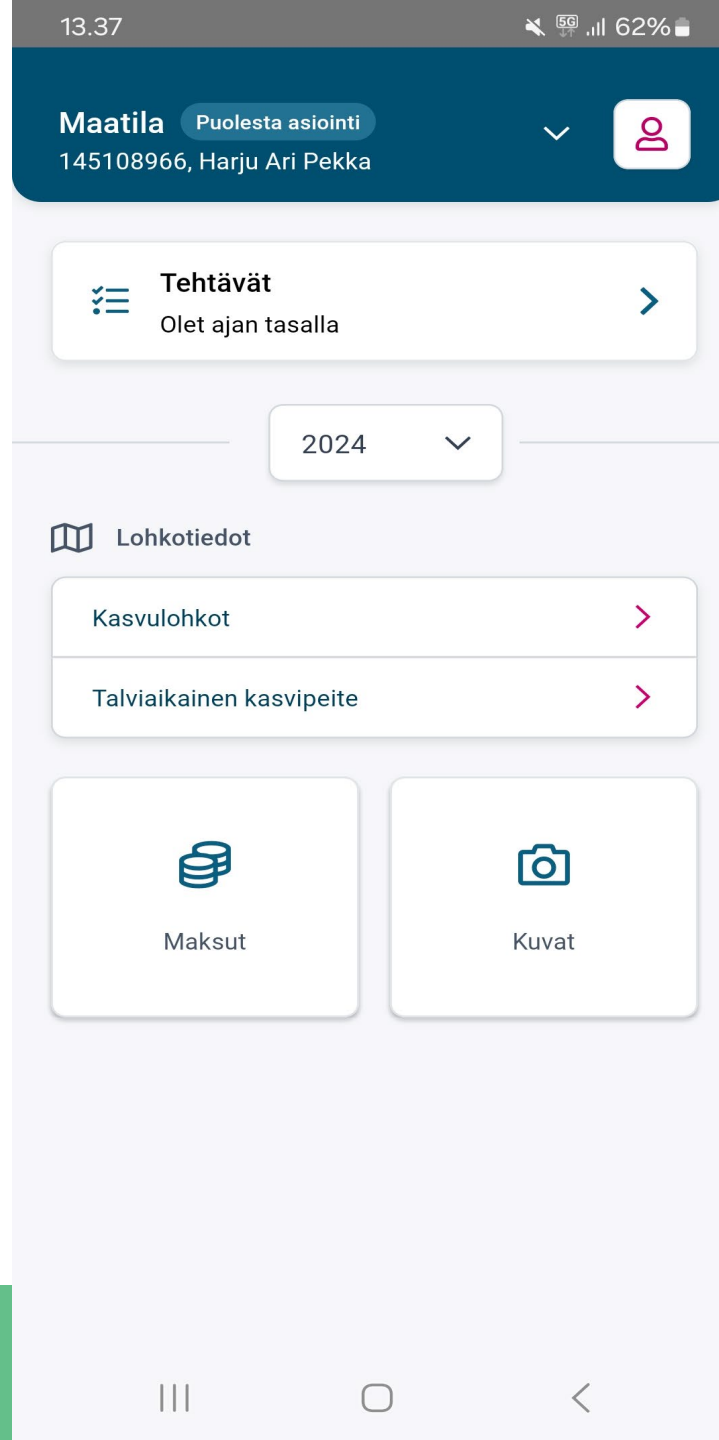 13.37 5G 62%
Maatila Puolesta asiointi
145108966, Harju Ari Pekka
Tehtävät
Olet ajan tasalla
2024
Lohkotiedot
Kasvulohkot
Talviaikainen kasvipeite
Maksut Kuvat